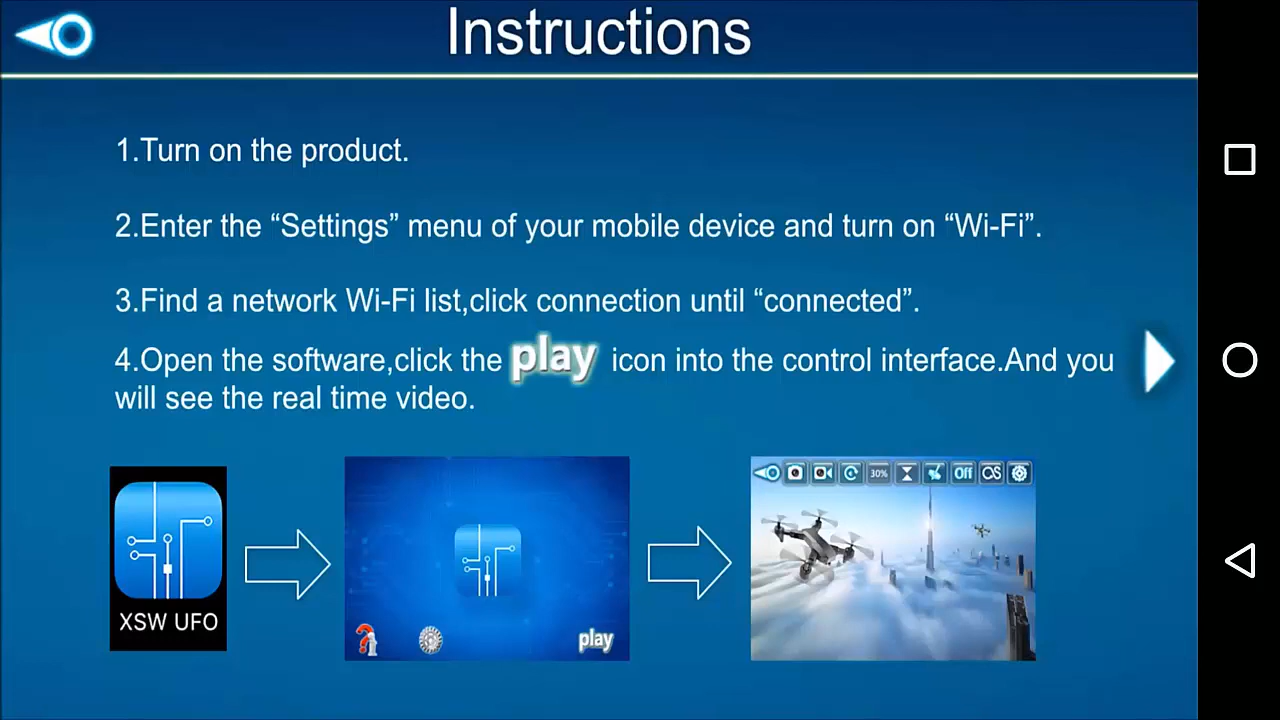 Instructions
1.Turn on the product.
2.Enter the “Settings” menu of your mobile device and turn on “Wi-Fi”.
3.Find a network Wi-Fi list,click connection until “connected”.
4.Open the software,click the play icon into the control interface.And you
will see the real time video.
XSW UFO
play
30% Off